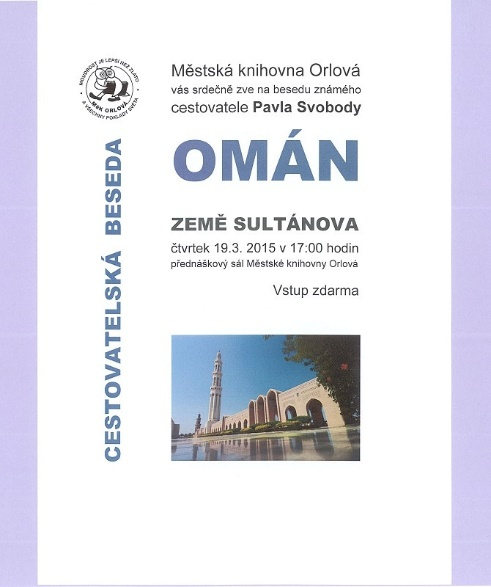 MOUDROST JE LEPŠÍ NEŽ ZLATO
MěK ORLOVÁ
A VŠECHNY POKLADY SVĚTA
CESTOVATELSKÁ BESEDA
Městská knihovna Orlová
vás srdečně zve na besedu známého
cestovatele Pavla Svobody
OMÁN
ZEMĚ SULTÁNOVA
čtvrtek 19.3. 2015 v 17:00 hodin
přednáškový sál Městské knihovny Orlová
Vstup zdarma